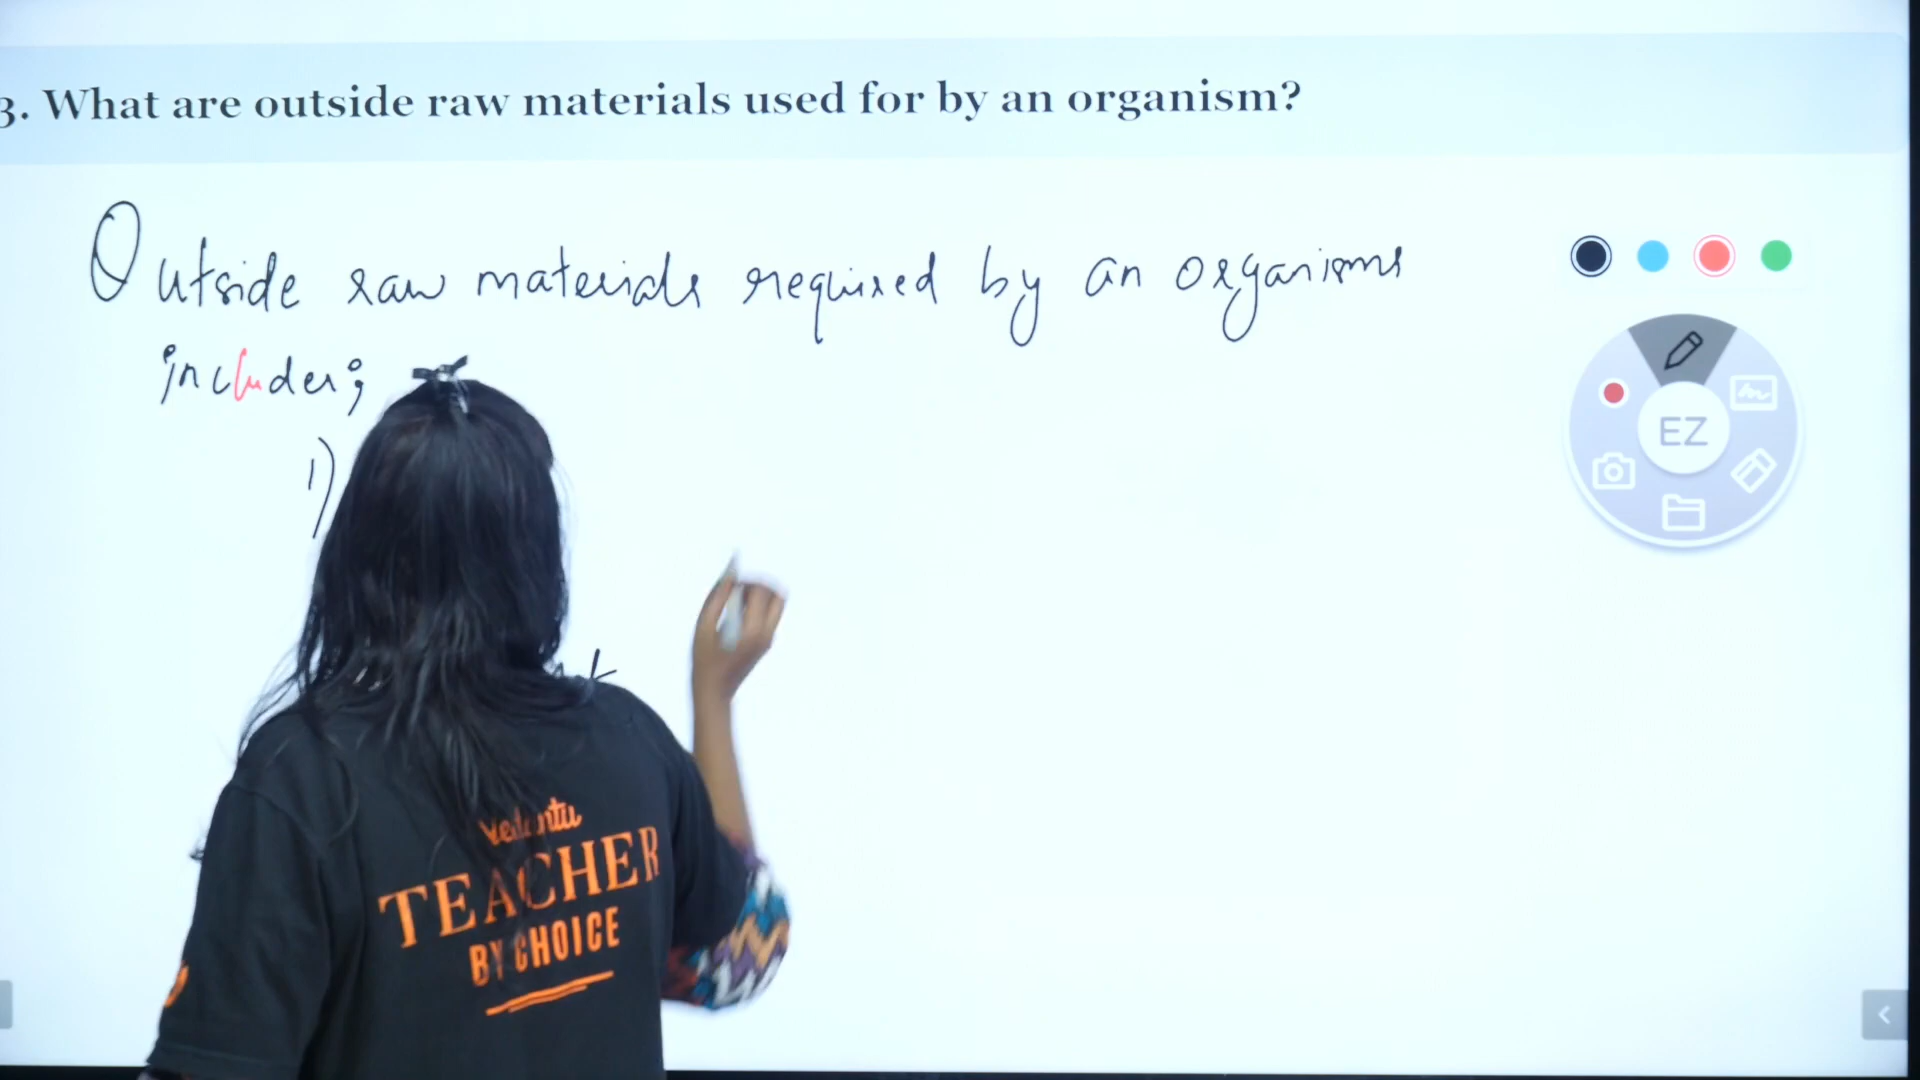 3. What are outside raw materials used for by an organism?
Outside raw materials required by an organisms
includes;
1)
EZ
Vedantu
TEACHER
BY CHOICE